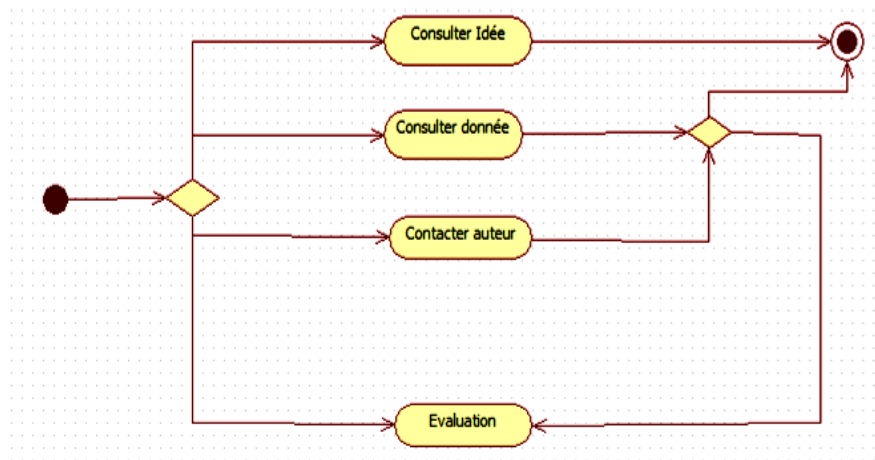 Consulter Idée
Consulter donnée
Contacter auteur
Evaluation